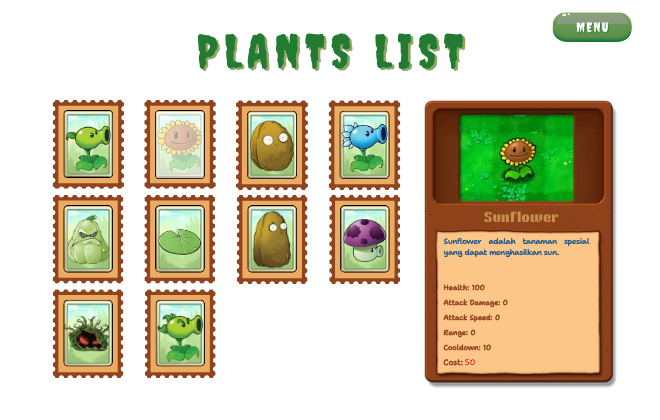 MENU
PLANTS LIST
Sunflower
Sunflower adalah tanaman spesial
yang dapat menghasilkan sun.
Health: 100
Attack Damage: 0
Attack Speed: 0
Range: 0
Cooldown: 10
Cost: 50